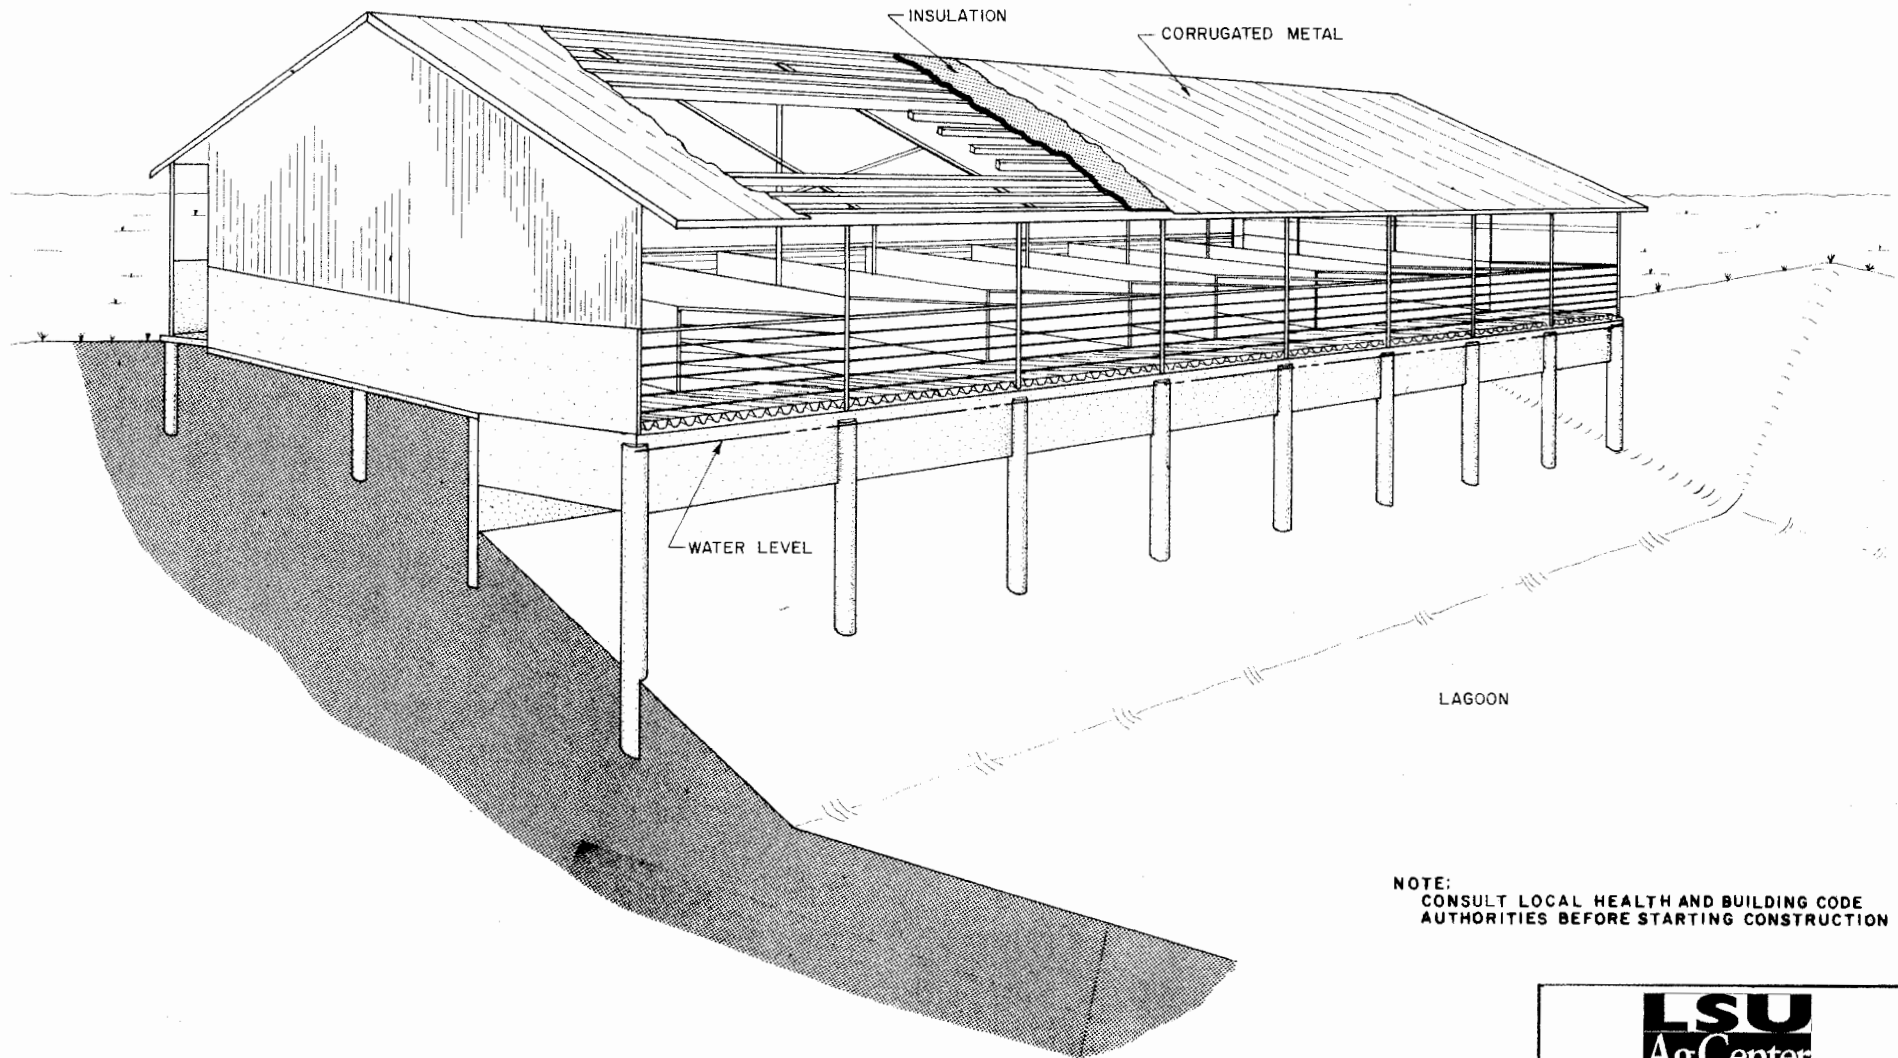 INSULATION
CORRUGATED METAL
WATER LEVEL
LAGOON
NOTE:
CONSULT LOCAL HEALTH AND BUILDING CODE
AUTHORITIES BEFORE STARTING CONSTRUCTION
LSU
AgCenter